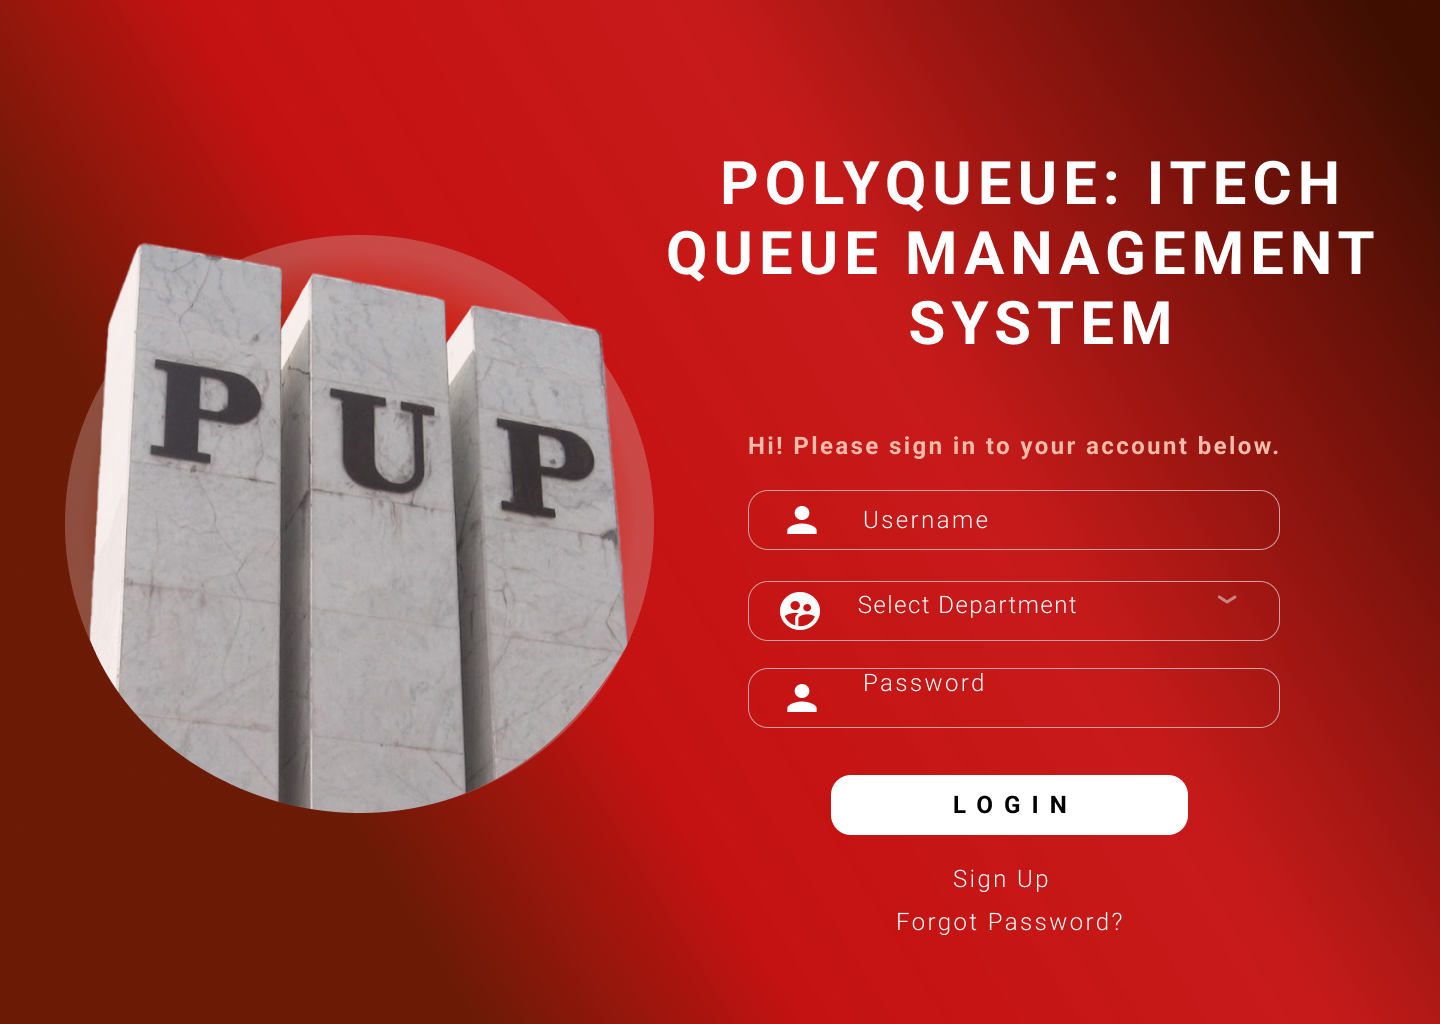 PUP
POLYQUEUE: ITECH
QUEUE MANAGEMENT
SYSTEM
Hi! Please sign in to your account below.
Username
Select Department
Password
LOGIN
Sign Up
Forgot Password?